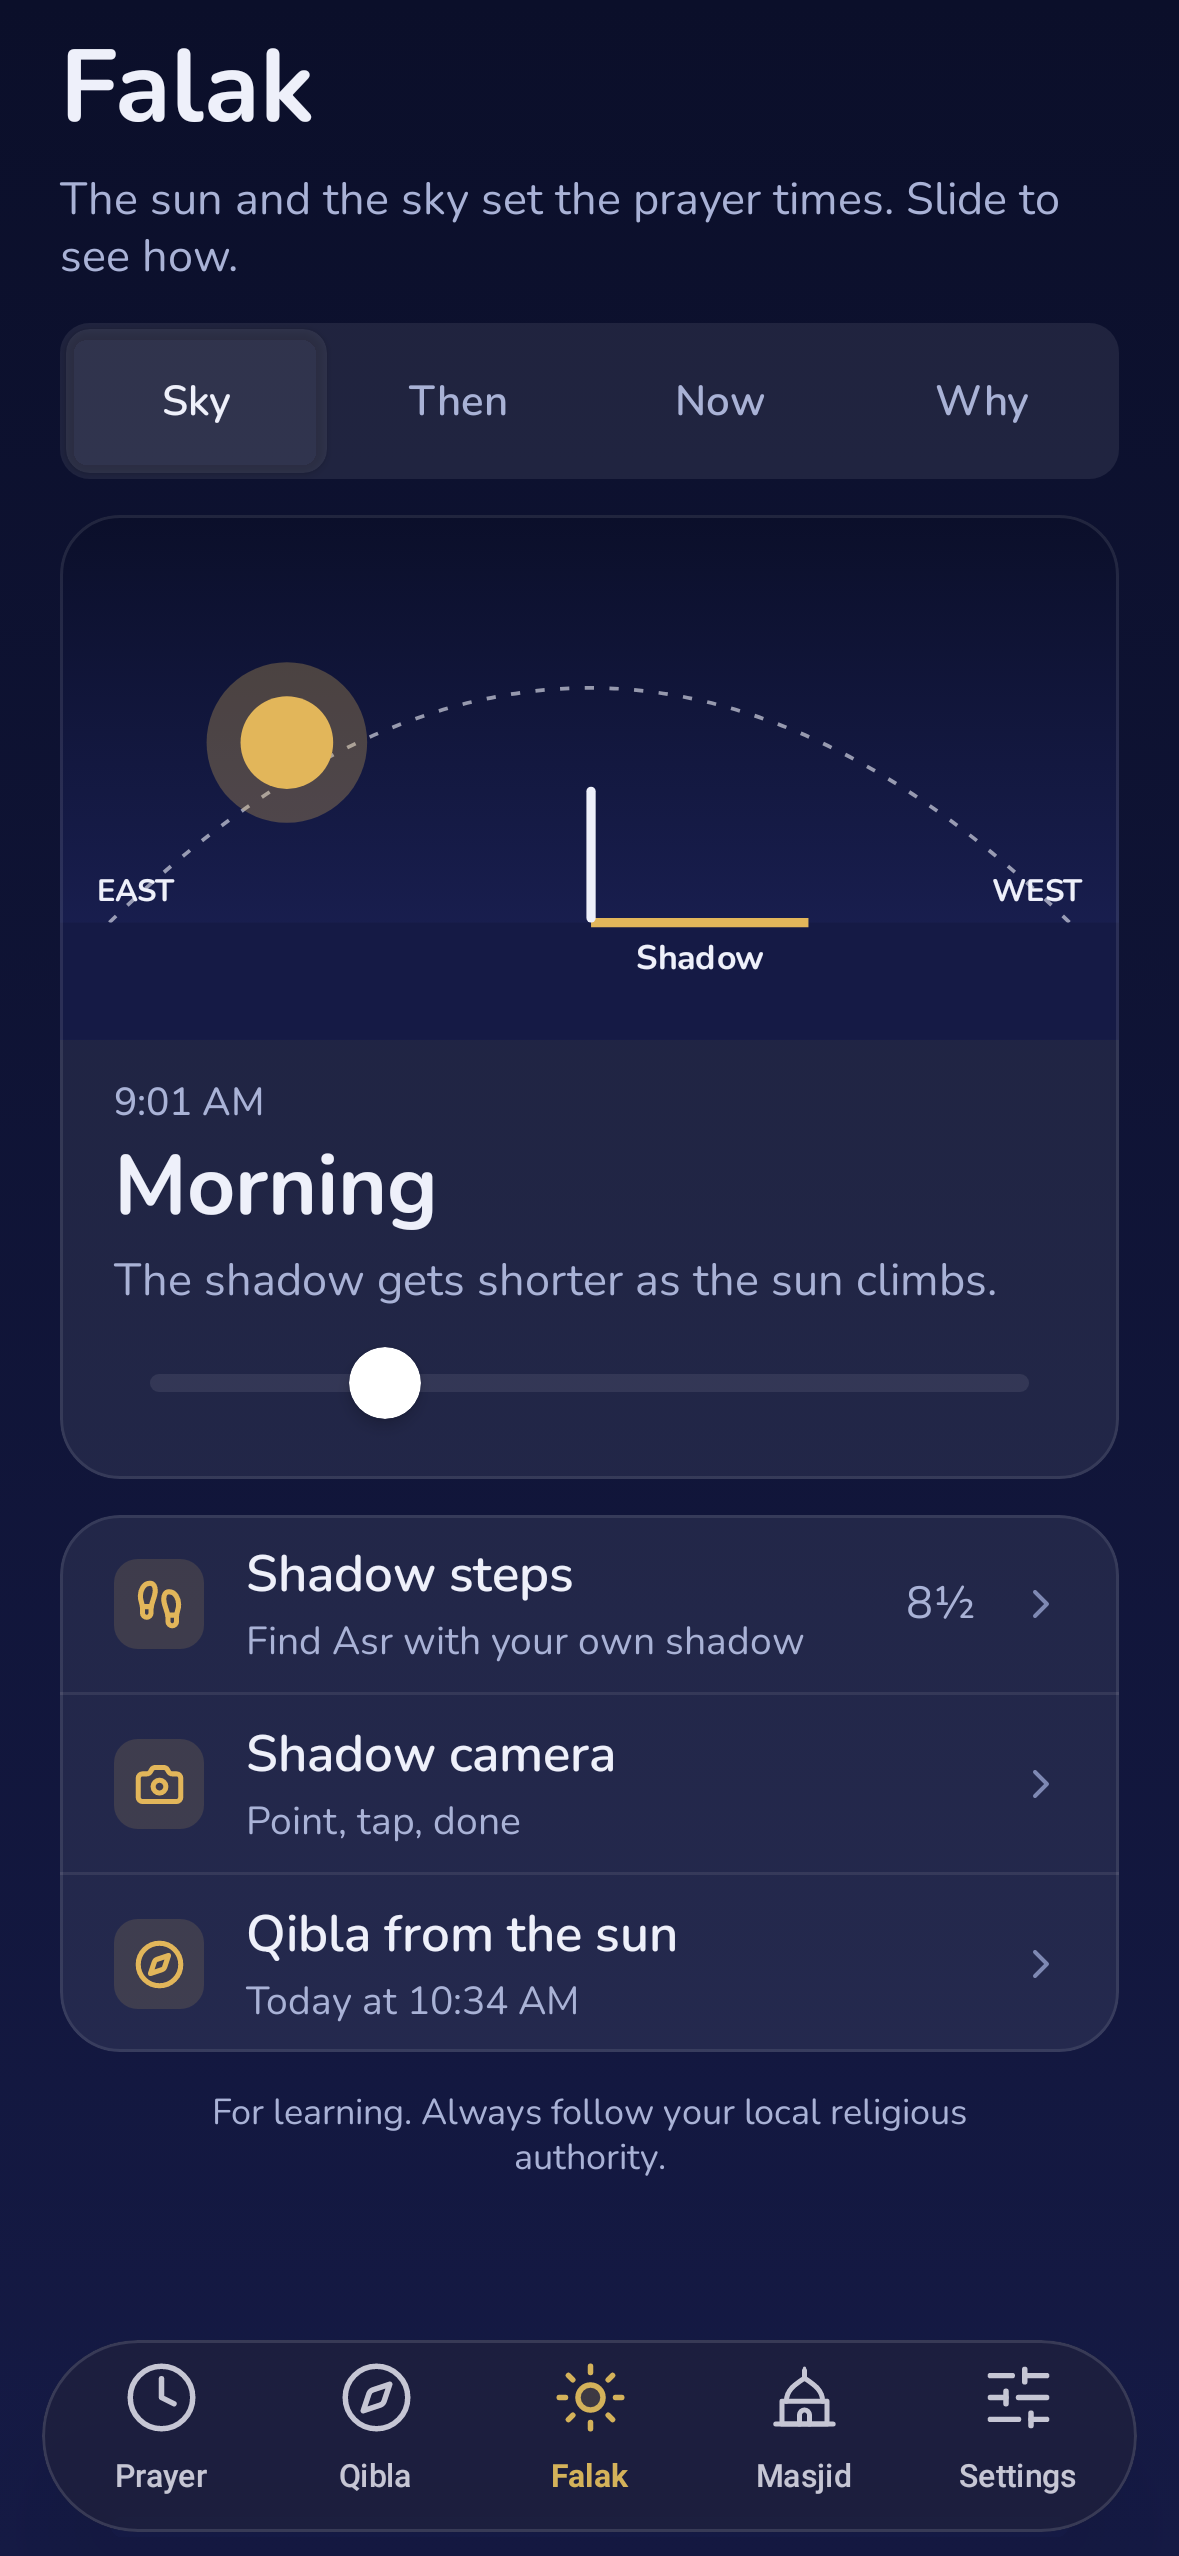 Falak
The sun and the sky set the prayer times. Slide to
see how.
Sky
Then
Now
Why
EAST
WEST
Shadow
9:01 AM
Morning
The shadow gets shorter as the sun climbs.
Shadow steps
8½
Find Asr with your own shadow
Shadow camera
Point, tap, done
Qibla from the sun
Today at 10:34 AM
For learning. Always follow your local religious
authority.
Prayer
Qibla
Falak
Masjid
Settings